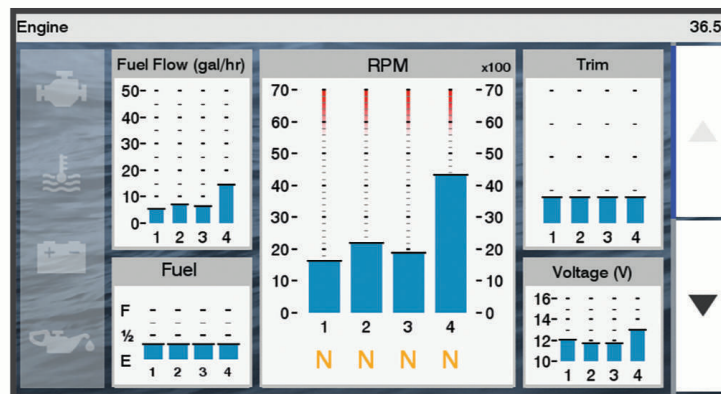 Engine 36.5
Fuel Flow (gal/hr)
50-
40-
30-
20-
10-
0-
1 2 3 4
Fuel
F
½
E
1 2 3 4
RPM x100
70- -70
60- -60
50- -50
40- -40
30- -30
20- -20
10- -10
0- -0
1 2 3 4
N N N N
Trim
1 2 3 4
Voltage (V)
16-
14-
12-
10-
1 2 3 4